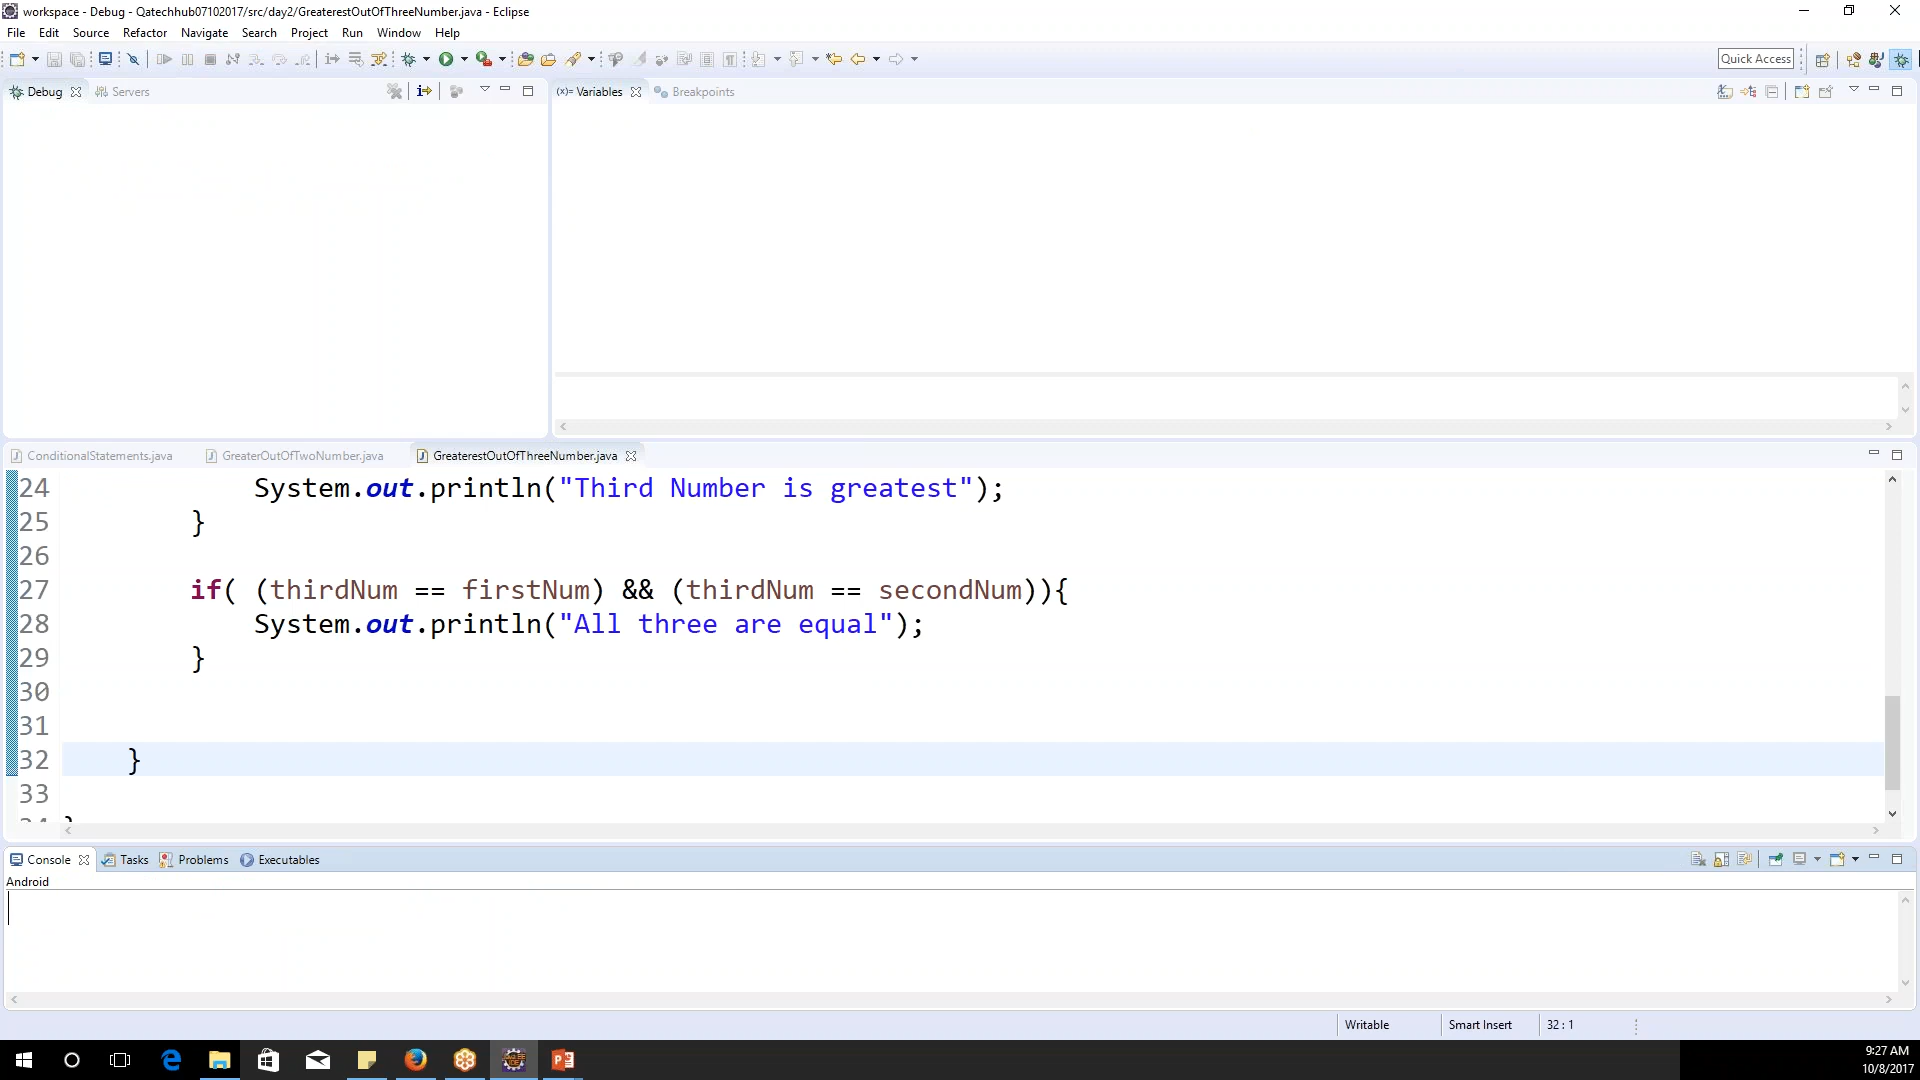 workspace - Debug - Qatechhub07102017/src/day2/GreaterestOutOfThreeNumber.java - Eclipse
File Edit Source Refactor Navigate Search Project Run Window Help
Quick Access
Debug Servers
(x)= Variables Breakpoints
ConditionalStatements.java GreaterOutOfTwoNumber.java GreaterestOutOfThreeNumber.java
24 System.out.println("Third Number is greatest");
25 }
26
27 if( (thirdNum == firstNum) && (thirdNum == secondNum)){
28 System.out.println("All three are equal");
29 }
30
31
32 }
33
Console Tasks Problems Executables
Android
Writable Smart Insert 32 : 1
9:27 AM
10/8/2017